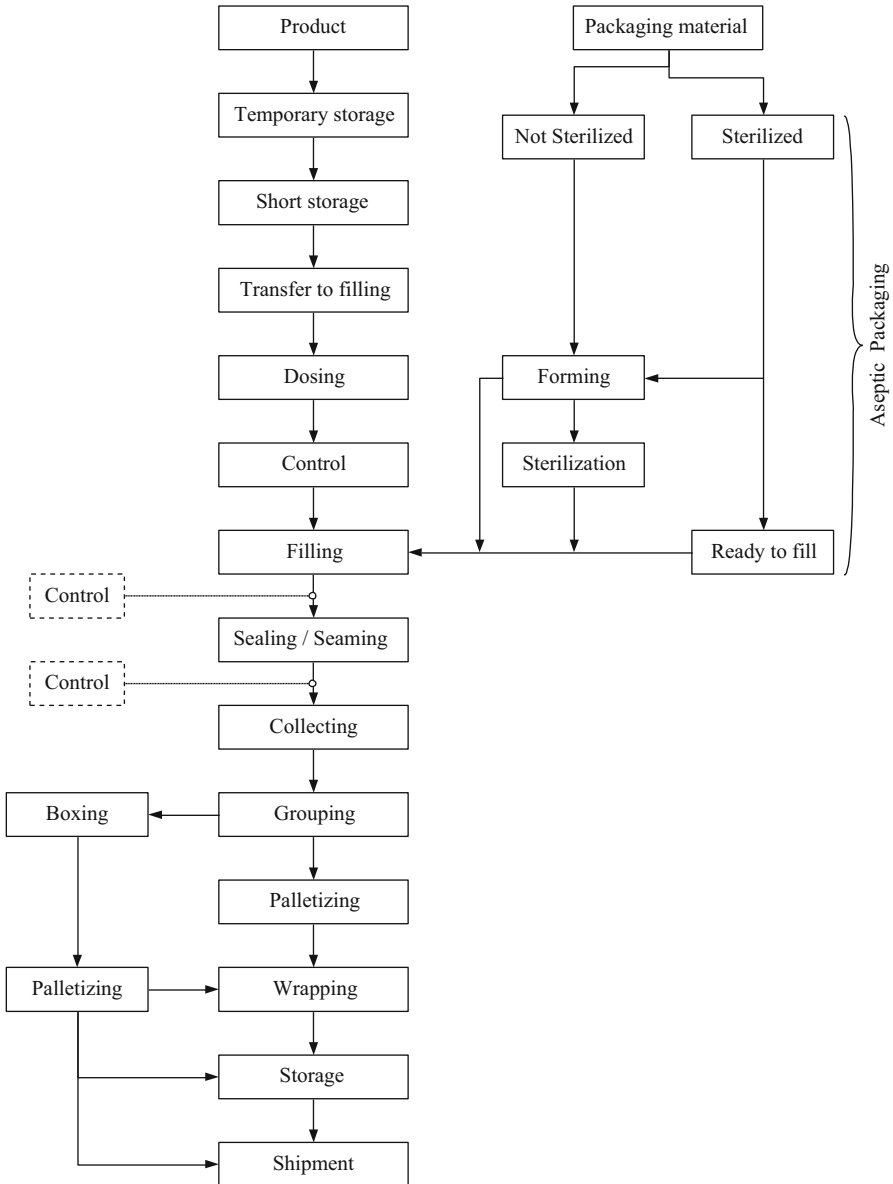 Product
Packaging material
Temporary storage
Not Sterilized
Sterilized
Short storage
Transfer to filling
Aseptic Packaging
Dosing
Forming
Control
Sterilization
Filling
Ready to fill
Control
Sealing / Seaming
Control
Collecting
Boxing
Grouping
Palletizing
Palletizing
Wrapping
Storage
Shipment